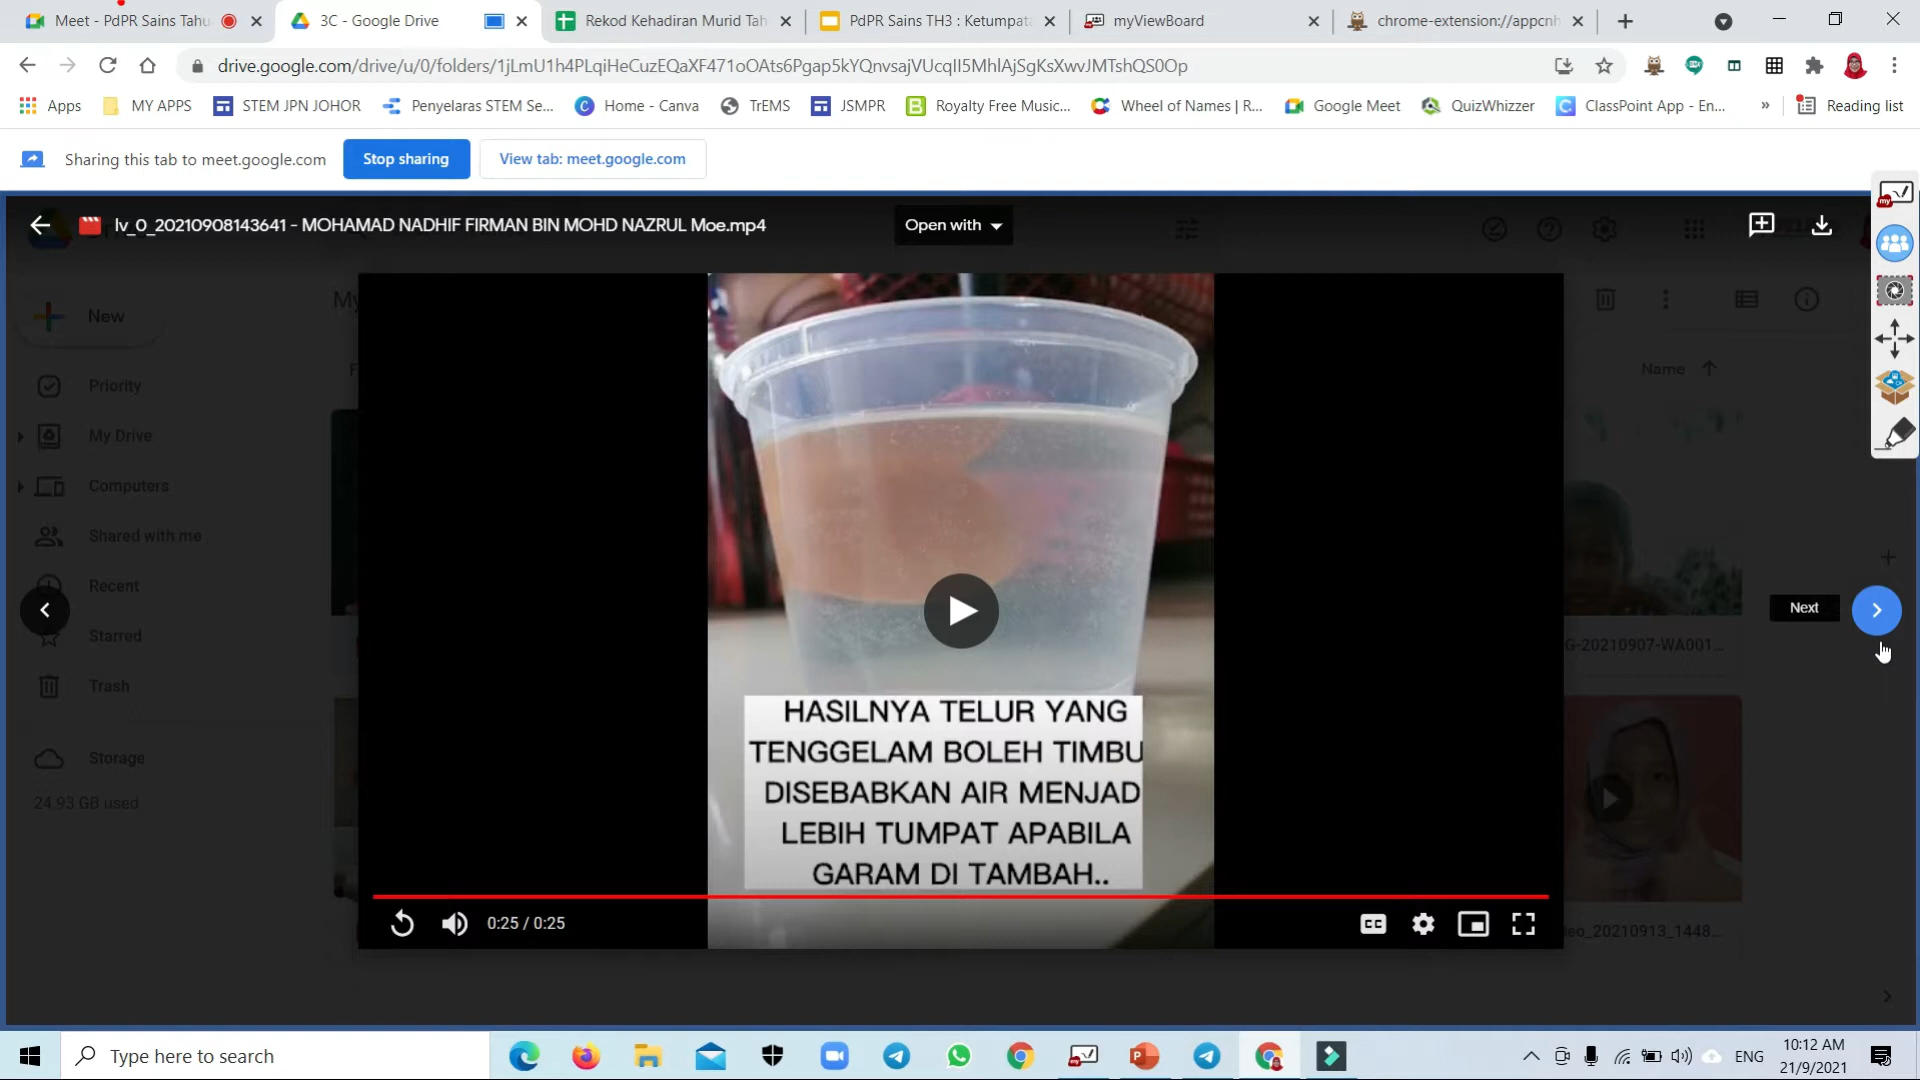 Meet - PdPR Sains Tahu
3C - Google Drive
Rekod Kehadiran Murid Tah
PdPR Sains TH3 : Ketumpata
myViewBoard
chrome-extension://appcnh
drive.google.com/drive/u/0/folders/1jLmU1h4PLqiHeCuzEQaXF471oOAts6Pgap5kYQnvsajVUcqII5MhlAjSgKsXwvJMTshQS0Op
Apps
MY APPS
STEM JPN JOHOR
Penyelaras STEM Se...
Home - Canva
TrEMS
JSMPR
Royalty Free Music...
Wheel of Names | R...
Google Meet
QuizWhizzer
ClassPoint App - En...
»
Reading list
Sharing this tab to meet.google.com
Stop sharing
View tab: meet.google.com
lv_0_20210908143641 - MOHAMAD NADHIF FIRMAN BIN MOHD NAZRUL Moe.mp4
Open with
New
My
Priority
Name
My Drive
Computers
Shared with me
Recent
Starred
Trash
Storage
24.93 GB used
Next
G-20210907-WA001...
eo_20210913_1448...
HASILNYA TELUR YANG
TENGGELAM BOLEH TIMBU
DISEBABKAN AIR MENJAD
LEBIH TUMPAT APABILA
GARAM DI TAMBAH..
0:25 / 0:25
CC
Type here to search
ENG
10:12 AM
21/9/2021